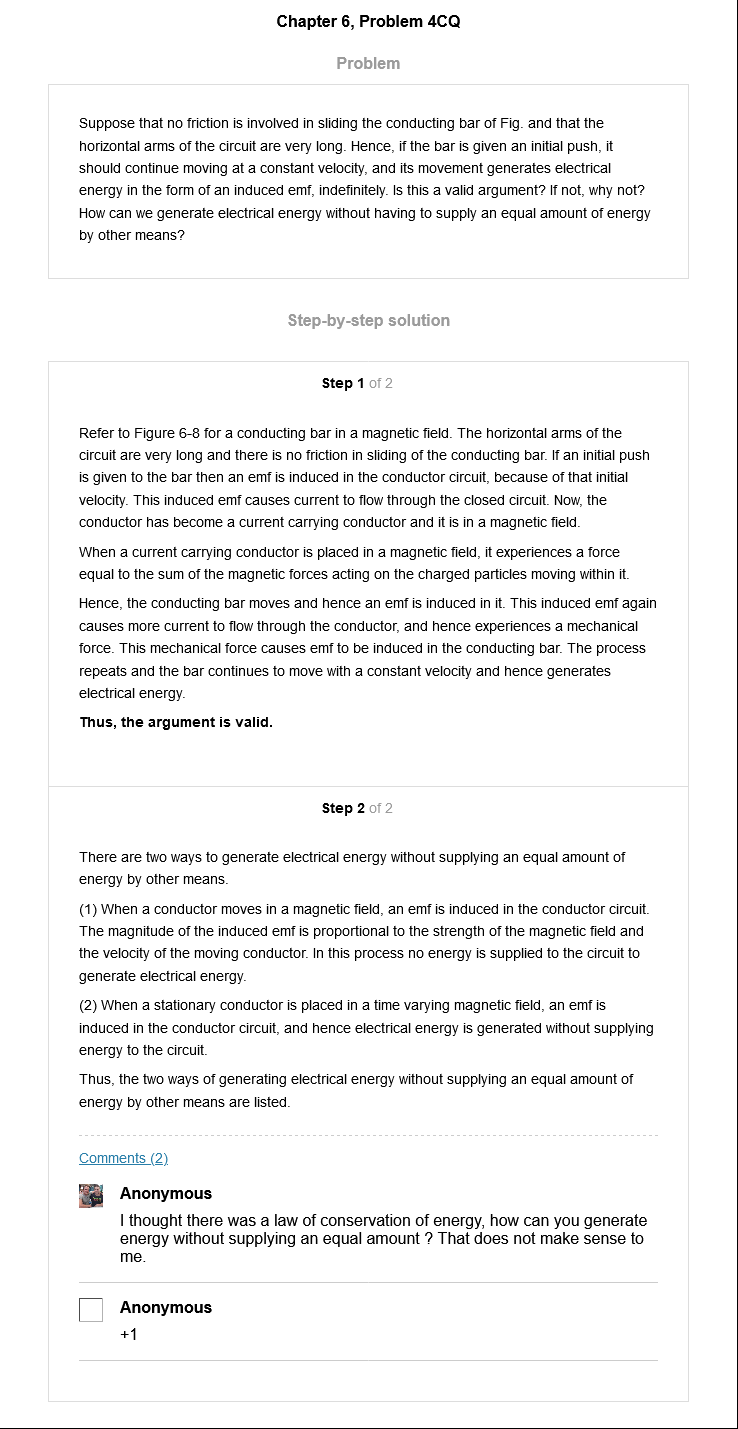 Chapter 6, Problem 4CQ
Problem
Suppose that no friction is involved in sliding the conducting bar of Fig. and that the
horizontal arms of the circuit are very long. Hence, if the bar is given an initial push, it
should continue moving at a constant velocity, and its movement generates electrical
energy in the form of an induced emf, indefinitely. Is this a valid argument? If not, why not?
How can we generate electrical energy without having to supply an equal amount of energy
by other means?
Step-by-step solution
Step 1 of 2
Refer to Figure 6-8 for a conducting bar in a magnetic field. The horizontal arms of the
circuit are very long and there is no friction in sliding of the conducting bar. If an initial push
is given to the bar then an emf is induced in the conductor circuit, because of that initial
velocity. This induced emf causes current to flow through the closed circuit. Now, the
conductor has become a current carrying conductor and it is in a magnetic field.
When a current carrying conductor is placed in a magnetic field, it experiences a force
equal to the sum of the magnetic forces acting on the charged particles moving within it.
Hence, the conducting bar moves and hence an emf is induced in it. This induced emf again
causes more current to flow through the conductor, and hence experiences a mechanical
force. This mechanical force causes emf to be induced in the conducting bar. The process
repeats and the bar continues to move with a constant velocity and hence generates
electrical energy.
Thus, the argument is valid.
Step 2 of 2
There are two ways to generate electrical energy without supplying an equal amount of
energy by other means.
(1) When a conductor moves in a magnetic field, an emf is induced in the conductor circuit.
The magnitude of the induced emf is proportional to the strength of the magnetic field and
the velocity of the moving conductor. In this process no energy is supplied to the circuit to
generate electrical energy.
(2) When a stationary conductor is placed in a time varying magnetic field, an emf is
induced in the conductor circuit, and hence electrical energy is generated without supplying
energy to the circuit.
Thus, the two ways of generating electrical energy without supplying an equal amount of
energy by other means are listed.
Comments (2)
Anonymous
I thought there was a law of conservation of energy, how can you generate
energy without supplying an equal amount ? That does not make sense to
me.
Anonymous
+1